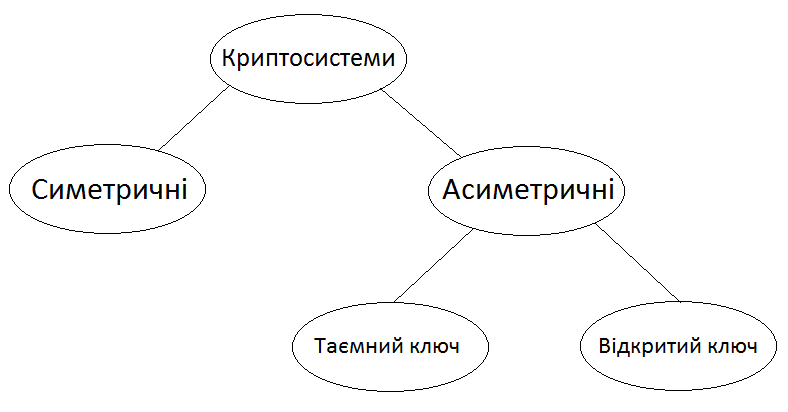 Криптосистеми
Симетричні
Асиметричні
Таємний ключ
Відкритий ключ